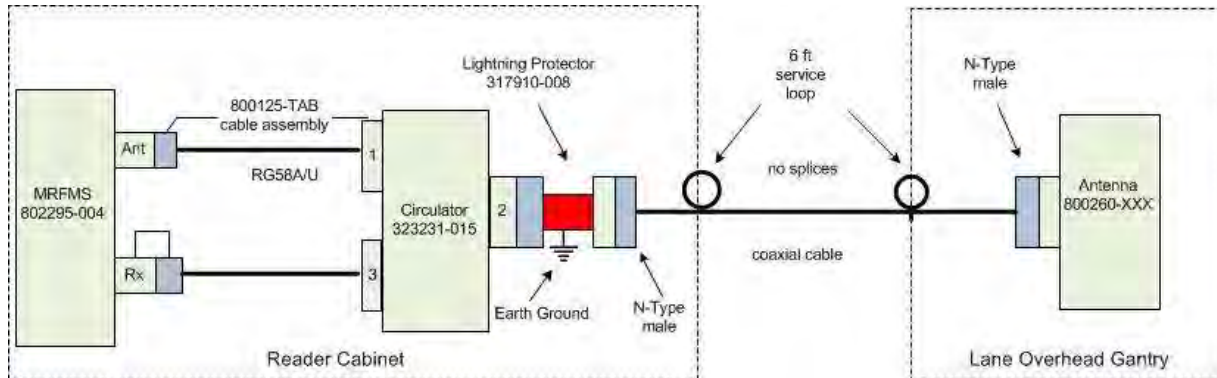 MRFMS
802295-004
Ant
Rx
800125-TAB
cable assembly
RG58A/U
1
3
Circulator
323231-015
2
Lightning Protector
317910-008
Earth Ground
N-Type
male
6 ft
service
loop
no splices
coaxial cable
N-Type
male
Antenna
800260-XXX
Reader Cabinet
Lane Overhead Gantry